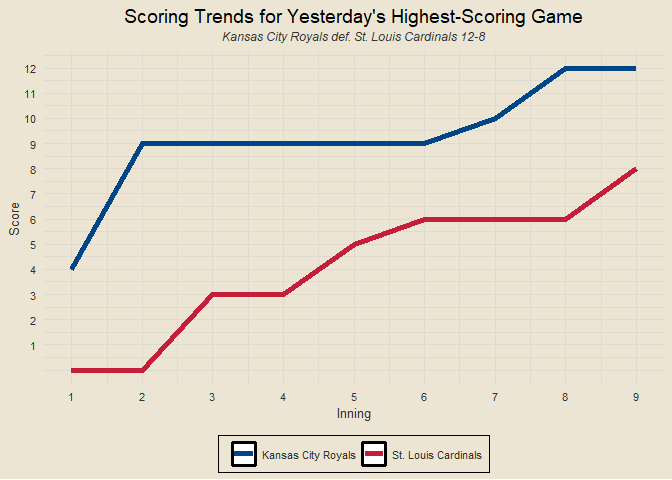 Scoring Trends for Yesterday's Highest-Scoring Game
Kansas City Royals def. St. Louis Cardinals 12-8
12
11
10
9
8
7
6
5
4
3
2
1
Score
1 2 3 4 5 6 7 8 9
Inning
Kansas City Royals St. Louis Cardinals